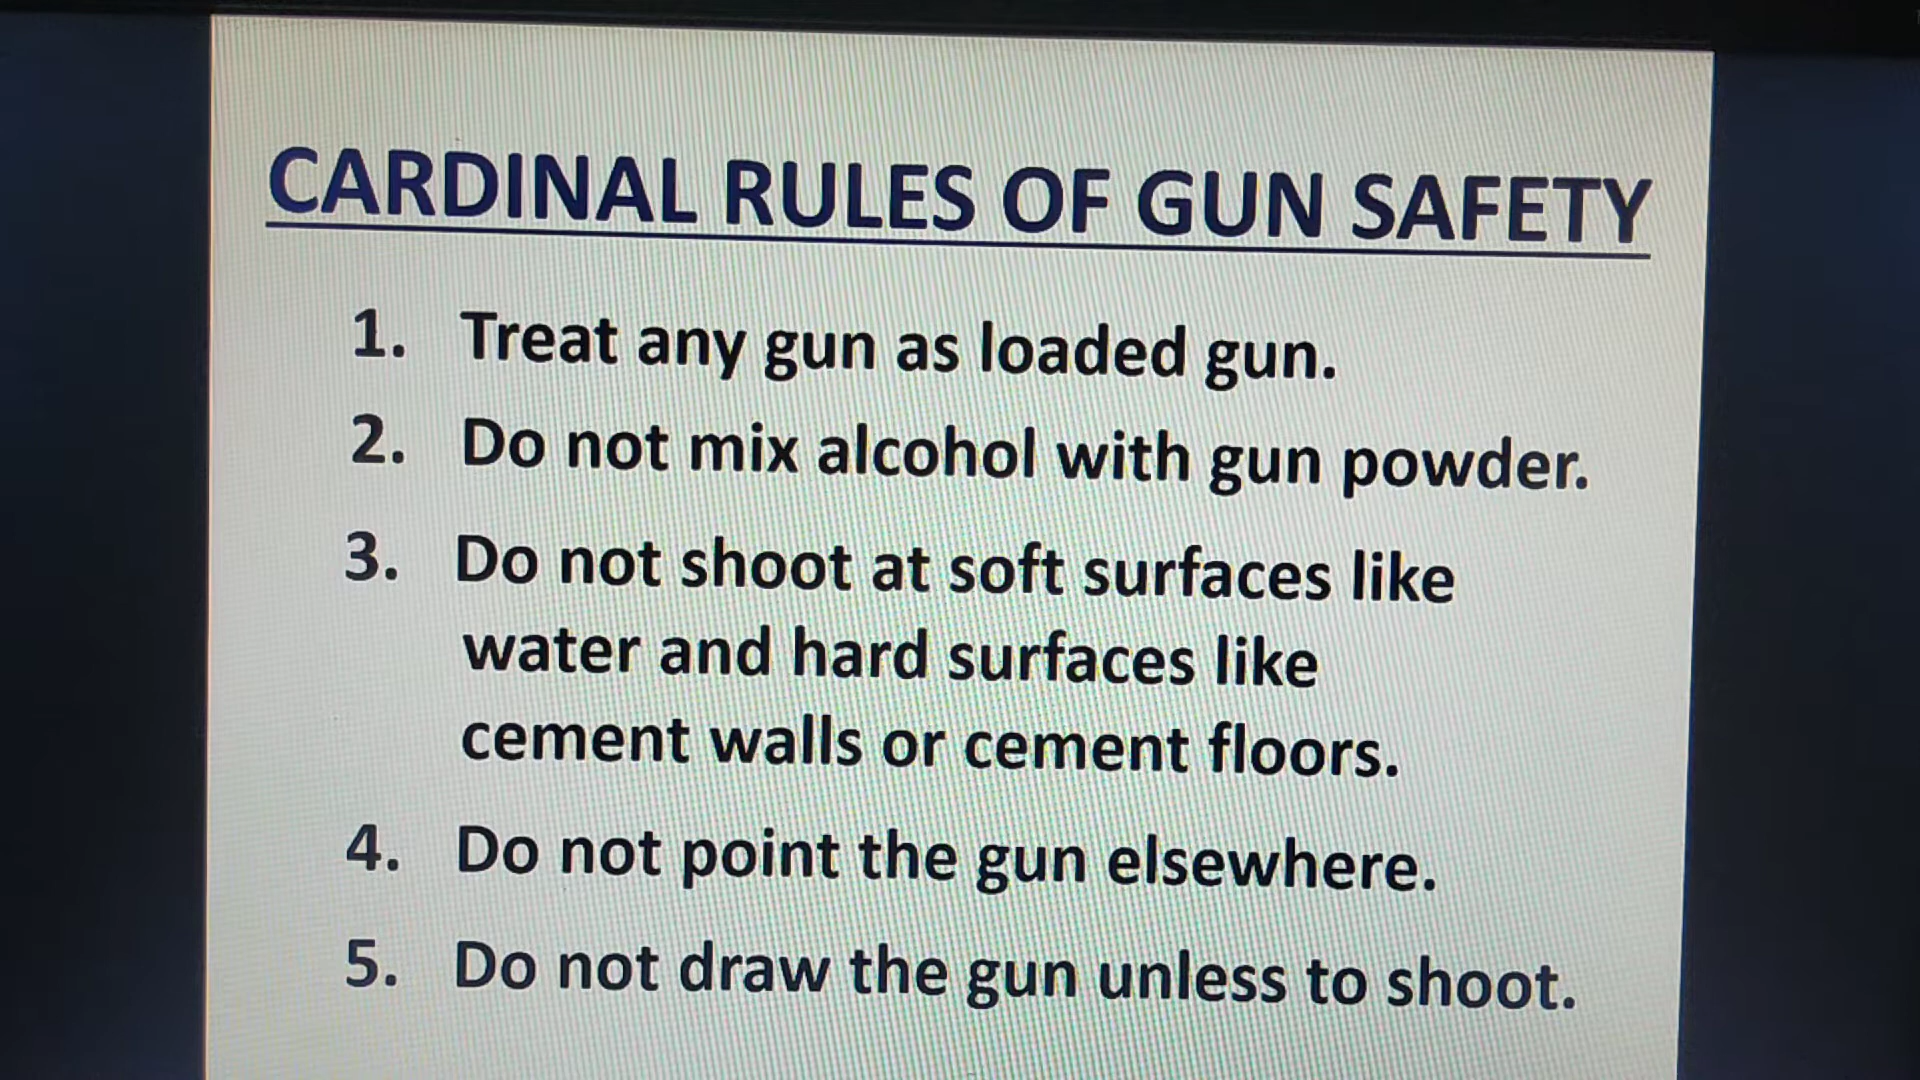 CARDINAL RULES OF GUN SAFETY
1. Treat any gun as loaded gun.
2. Do not mix alcohol with gun powder.
3. Do not shoot at soft surfaces like
water and hard surfaces like
cement walls or cement floors.
4. Do not point the gun elsewhere.
5. Do not draw the gun unless to shoot.